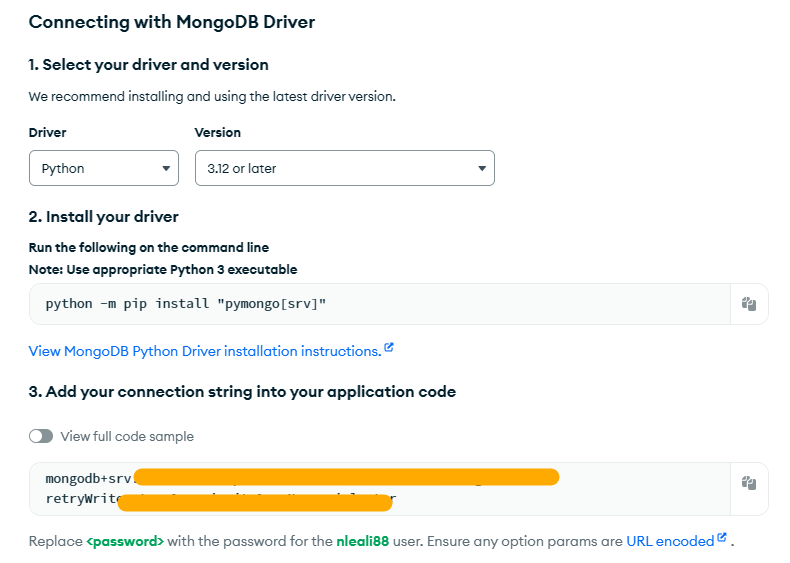 Connecting with MongoDB Driver
1. Select your driver and version
We recommend installing and using the latest driver version.
Driver Version
Python 3.12 or later
2. Install your driver
Run the following on the command line
Note: Use appropriate Python 3 executable
python -m pip install "pymongo[srv]"
View MongoDB Python Driver installation instructions.
3. Add your connection string into your application code
View full code sample
mongodb+srv:
retryWrite
Replace <password> with the password for the nleali88 user. Ensure any option params are URL encoded .